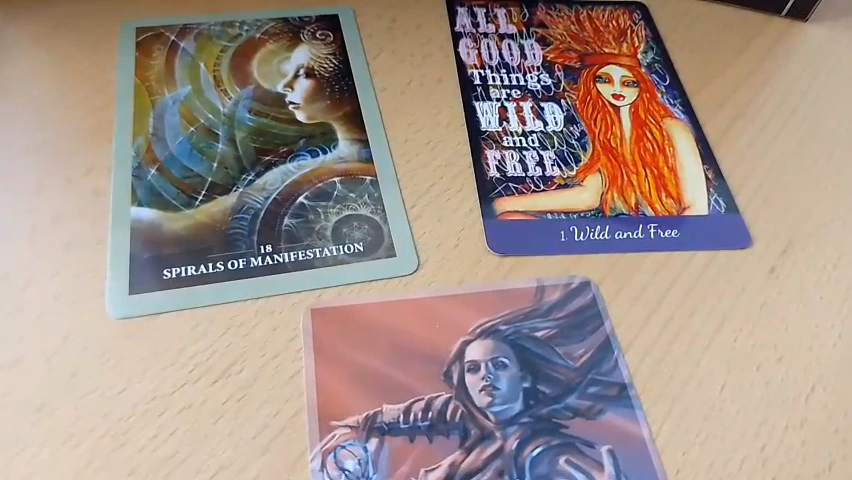 18
SPIRALS OF MANIFESTATION
ALL
GOOD
Things
are
WILD
and
FREE
1. Wild and Free